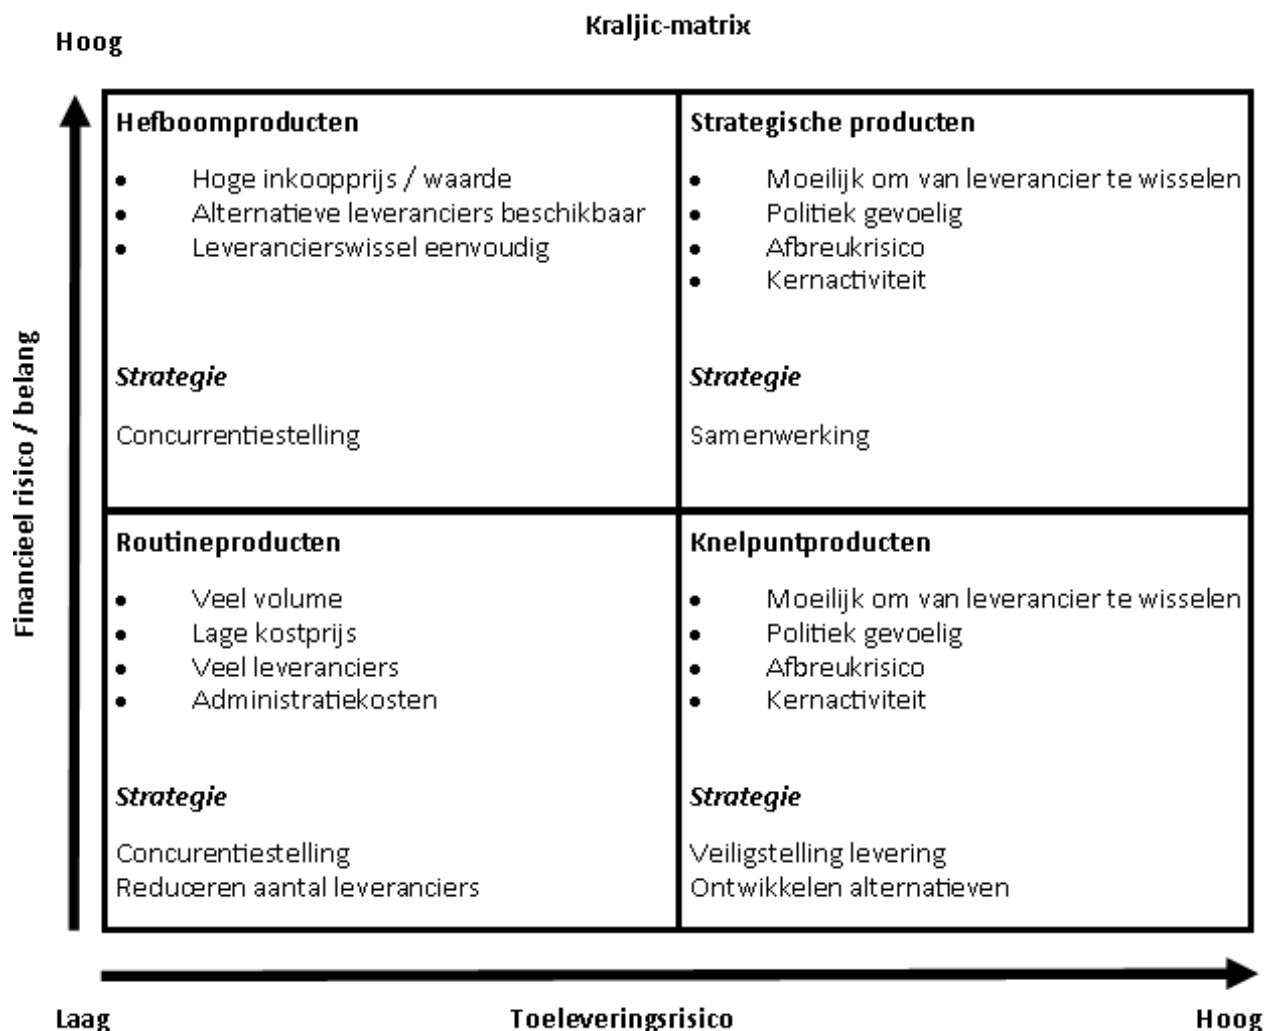 Kraljic-matrix
Hoog
Hefboomproducten
• Hoge inkoopprijs / waarde
• Alternatieve leveranciers beschikbaar
• Leverancierswissel eenvoudig
Strategie
Concurrentiestelling
Strategische producten
• Moeilijk om van leverancier te wisselen
• Politiek gevoelig
• Afbreukrisico
• Kernactiviteit
Strategie
Samenwerking
Financieel risico / belang
Routineproducten
• Veel volume
• Lage kostprijs
• Veel leveranciers
• Administratiekosten
Strategie
Concurentiestelling
Reduceren aantal leveranciers
Knelpuntproducten
• Moeilijk om van leverancier te wisselen
• Politiek gevoelig
• Afbreukrisico
• Kernactiviteit
Strategie
Veiligstelling levering
Ontwikkelen alternatieven
Laag
Toeleveringsrisico
Hoog